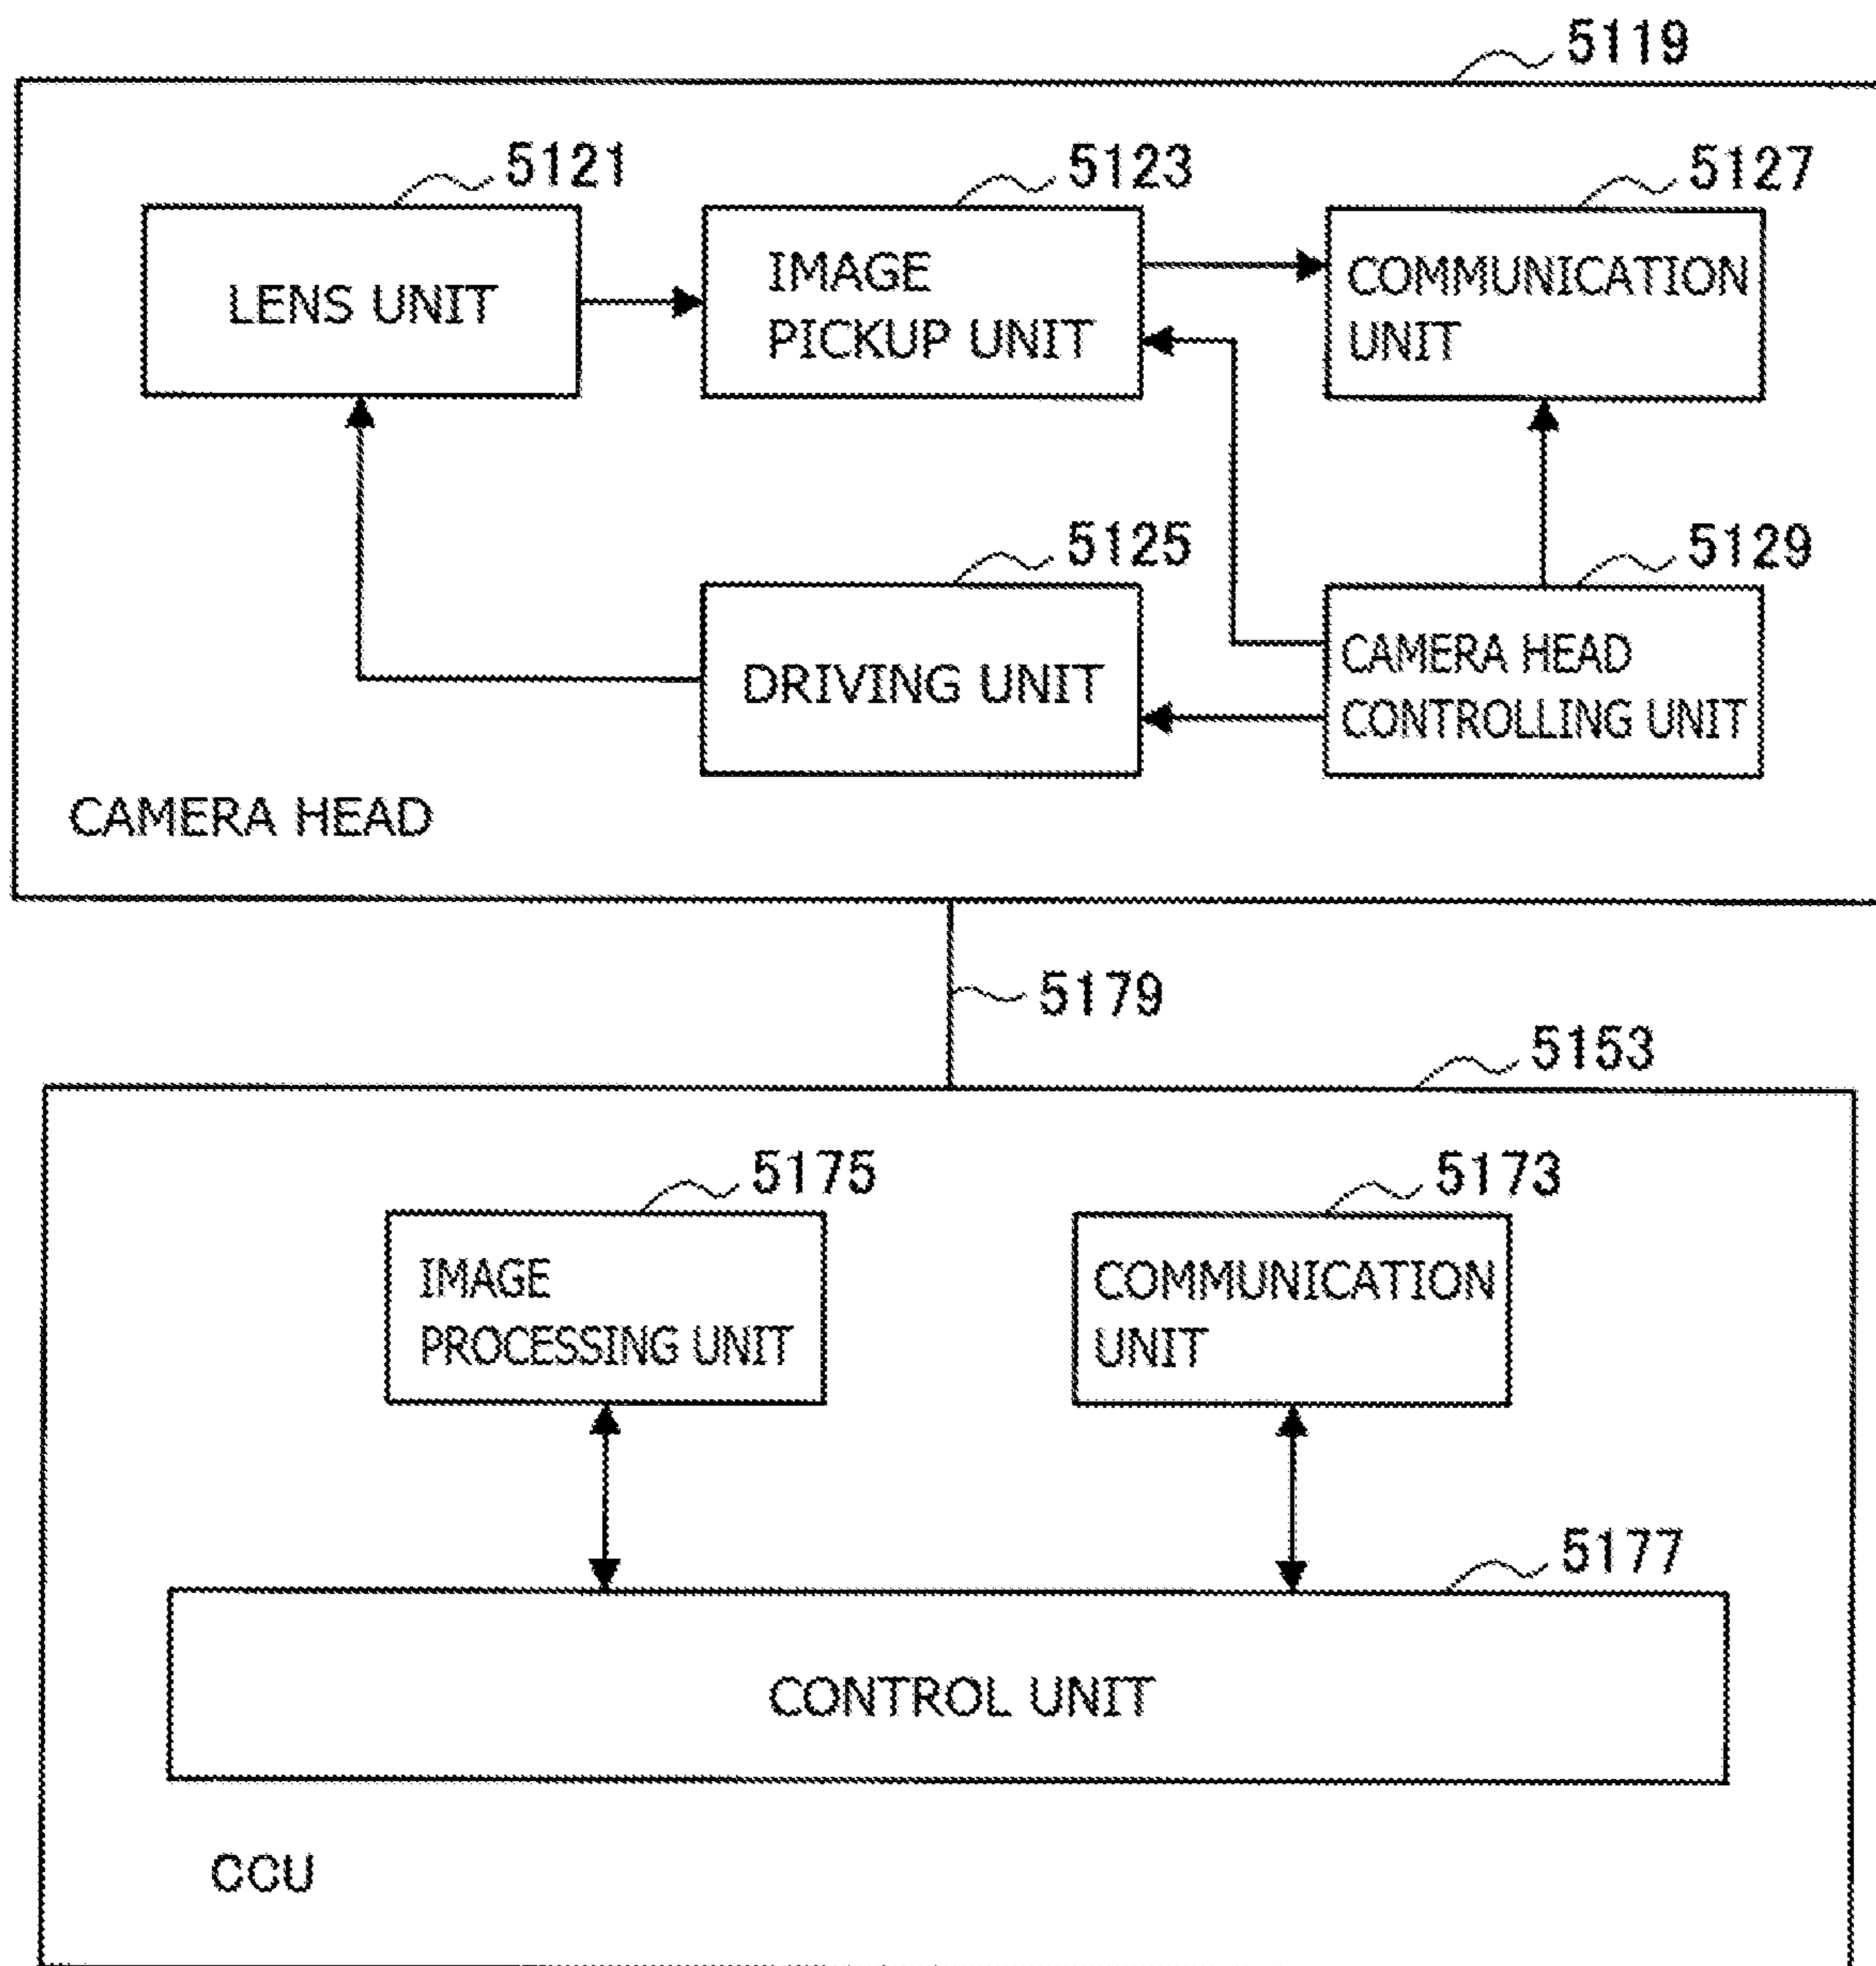 5119
5121
5123
5127
LENS UNIT
IMAGE
PICKUP UNIT
COMMUNICATION
UNIT
5125
5129
DRIVING UNIT
CAMERA HEAD
CONTROLLING UNIT
CAMERA HEAD
5179
5153
5175
5173
IMAGE
PROCESSING UNIT
COMMUNICATION
UNIT
5177
CONTROL UNIT
CCU